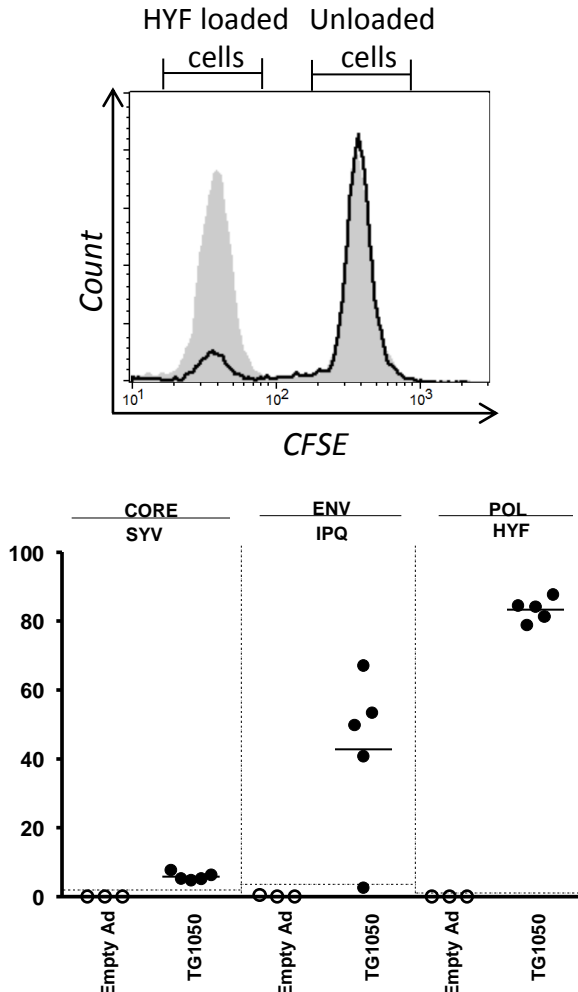 HYF loaded Unloaded
cells cells
Count
10¹ 10² 10³
CFSE
CORE ENV POL
SYV IPQ HYF
100
80
60
40
20
0
Empty Ad TG1050 Empty Ad TG1050 Empty Ad TG1050